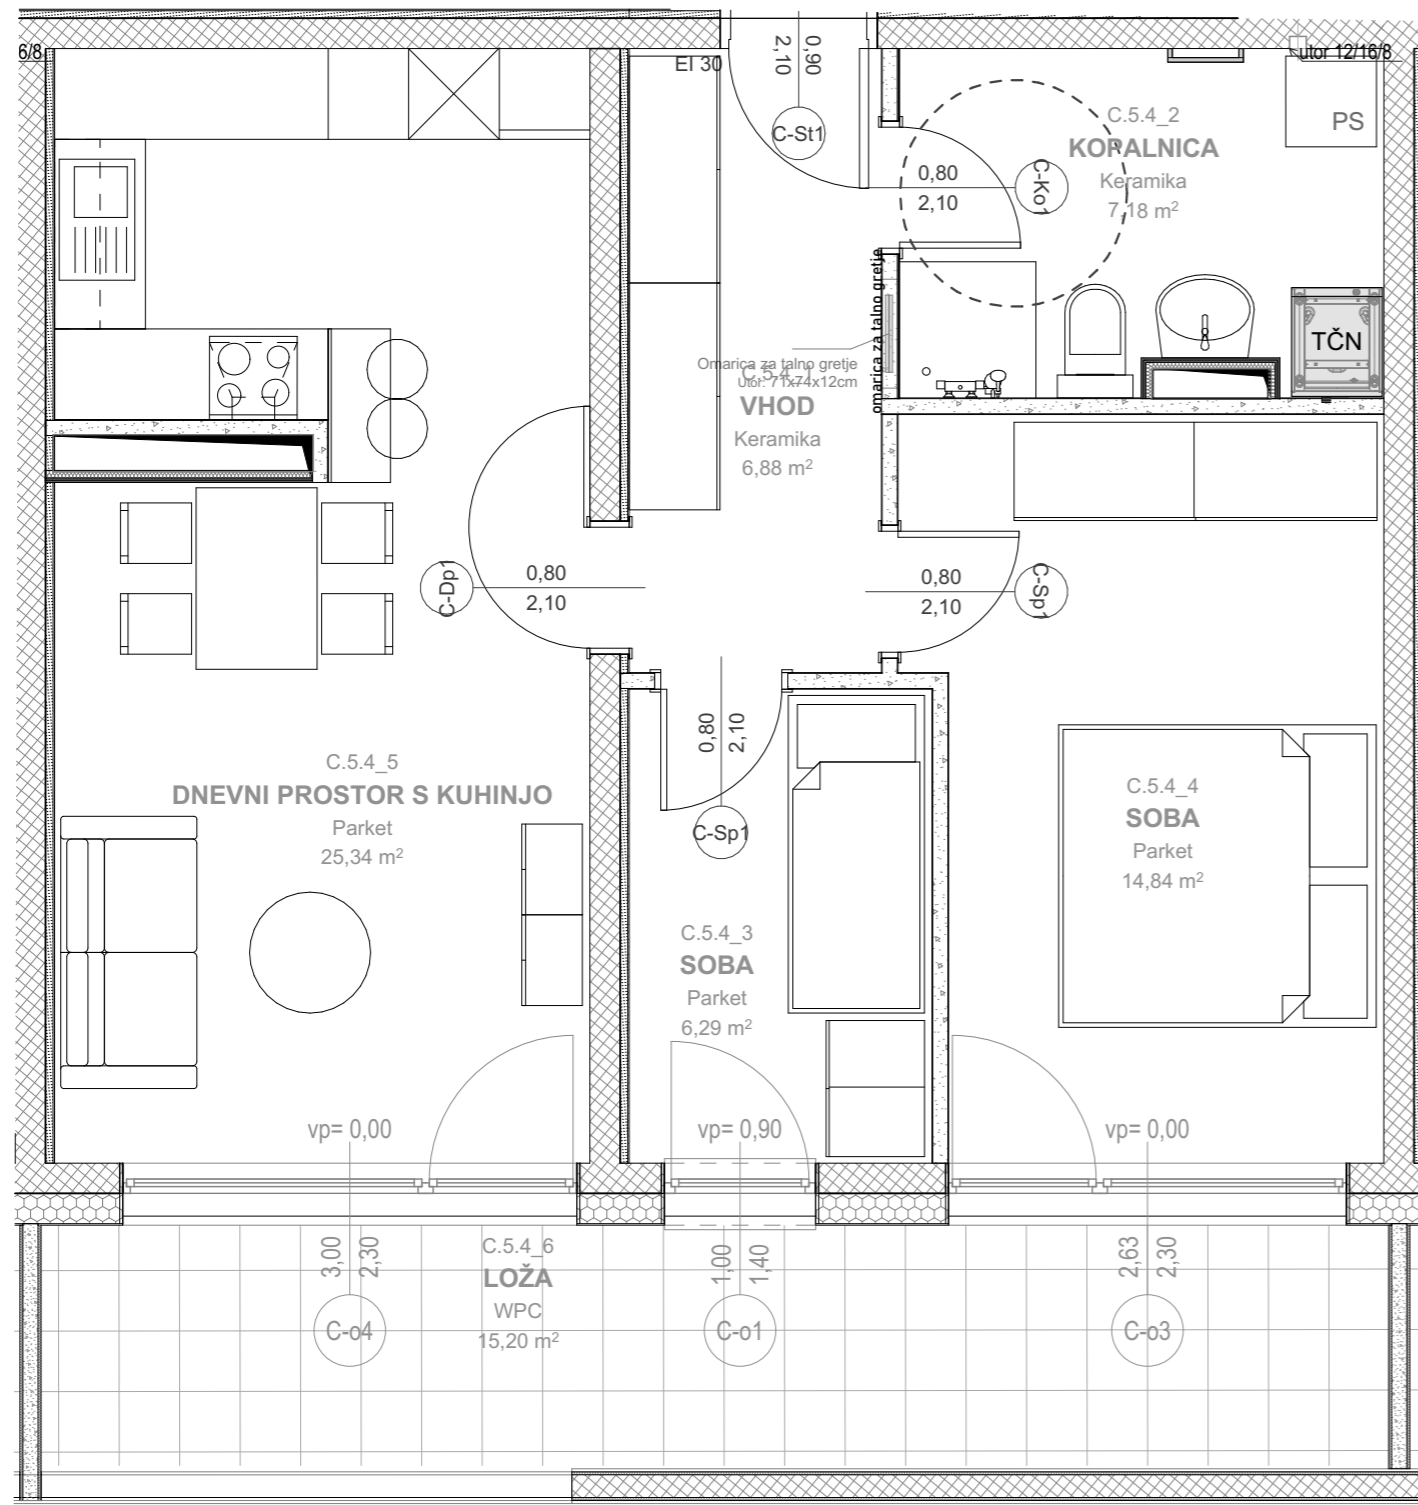 6/8
EI 30
0,90
2,10
C-St1
utor 12/16/8
PS
C.5.4_2
KOPALNICA
Keramika
7,18 m²
0,80
2,10
C-Ko1
TČN
omarica za talno gretje
Omarica za talno gretje
Utor: 71x74x12cm
C.5.4_1
VHOD
Keramika
6,88 m²
C-Dp1
0,80
2,10
0,80
2,10
C-Sp1
0,80
2,10
C-Sp1
C.5.4_5
DNEVNI PROSTOR S KUHINJO
Parket
25,34 m²
C.5.4_4
SOBA
Parket
14,84 m²
C.5.4_3
SOBA
Parket
6,29 m²
vp= 0,00
vp= 0,90
vp= 0,00
3,00
2,30
C-o4
C.5.4_6
LOŽA
WPC
15,20 m²
1,00
1,40
C-o1
2,63
2,30
C-o3